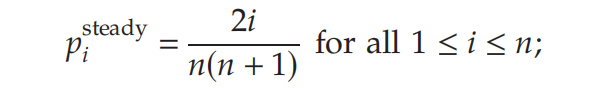 p_i^steady = 2i / n(n + 1) for all 1 ≤ i ≤ n;